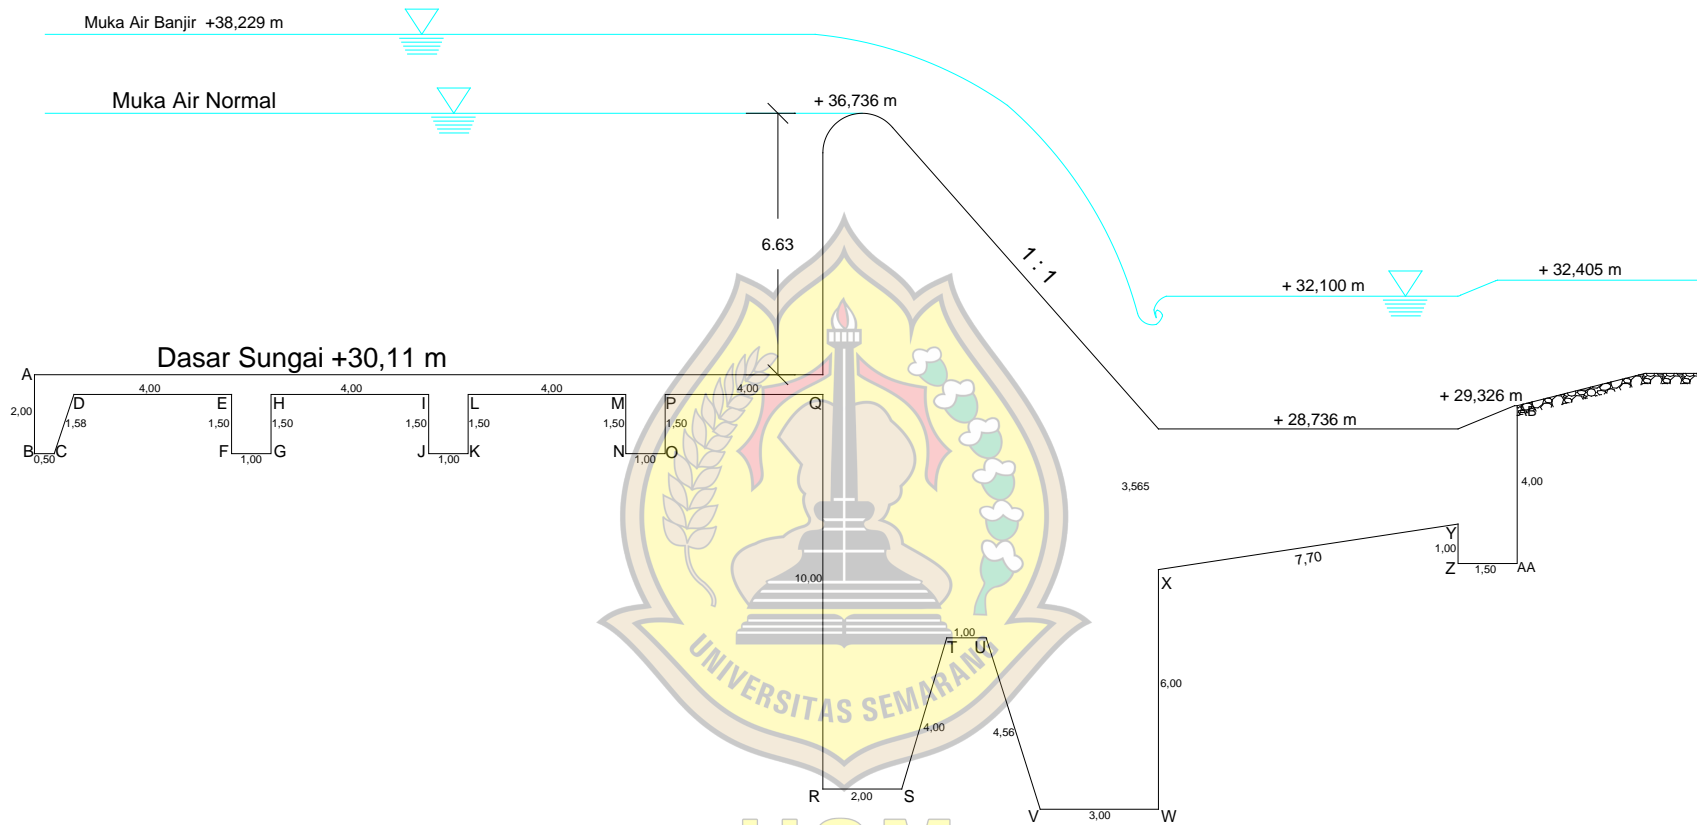 Muka Air Banjir +38,229 m
Muka Air Normal
+ 36,736 m
6.63
1 : 1
+ 32,405 m
+ 32,100 m
Dasar Sungai +30,11 m
A
4,00
4,00
4,00
4,00
+ 29,326 m
D
E
H
I
L
M
P
Q
AB
2,00
1,58
1,50
1,50
1,50
1,50
1,50
1,50
+ 28,736 m
B
0,50
C
F
1,00
G
J
1,00
K
N
1,00
O
3,565
4,00
Y
1,00
7,70
Z
1,50
AA
10,00
X
1,00
T
U
UNIVERSITAS SEMARANG
6,00
4,00
4,56
R
2,00
S
V
3,00
W
USM